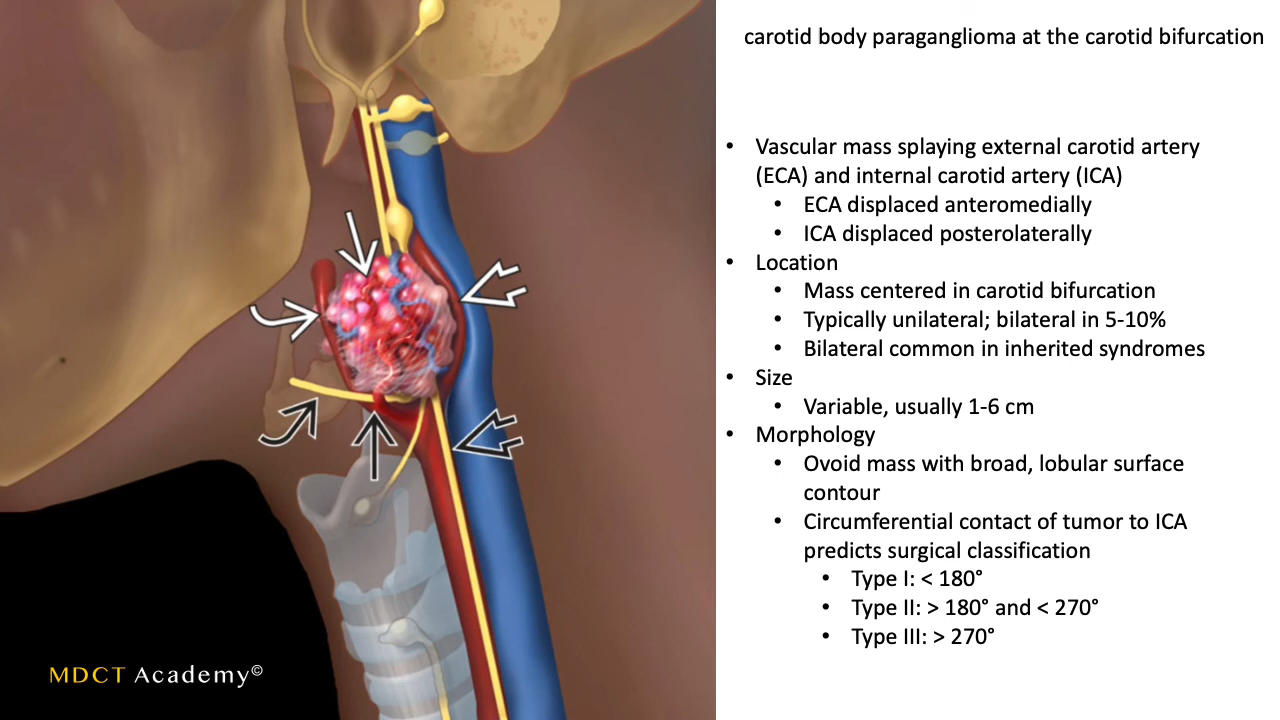 carotid body paraganglioma at the carotid bifurcation
• Vascular mass splaying external carotid artery
(ECA) and internal carotid artery (ICA)
• ECA displaced anteromedially
• ICA displaced posterolaterally
• Location
• Mass centered in carotid bifurcation
• Typically unilateral; bilateral in 5-10%
• Bilateral common in inherited syndromes
• Size
• Variable, usually 1-6 cm
• Morphology
• Ovoid mass with broad, lobular surface
contour
• Circumferential contact of tumor to ICA
predicts surgical classification
• Type I: < 180°
• Type II: > 180° and < 270°
• Type III: > 270°
MDCT Academy©